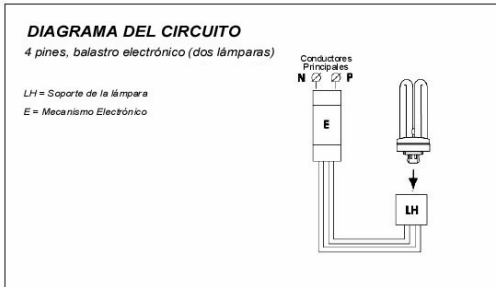 DIAGRAMA DEL CIRCUITO
4 pines, balastro electrónico (dos lámparas)
LH = Soporte de la lámpara
E = Mecanismo Electrónico
Conductores
Principales
N P
E
LH